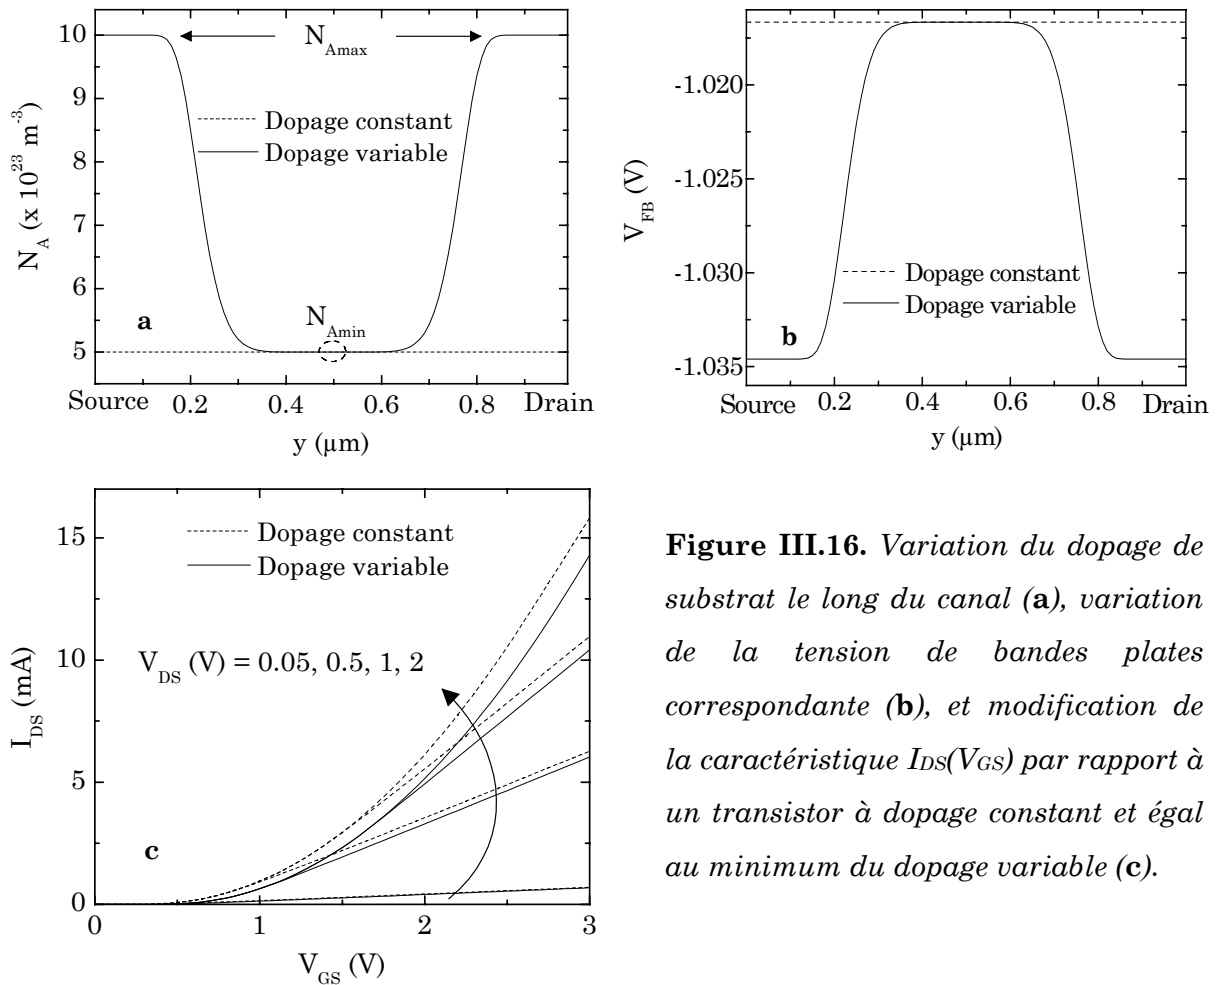 10
9
8
7
6
5
N_A (x 10^23 m^-3)
N_Amax
Dopage constant
Dopage variable
a
N_Amin
Source 0.2 0.4 0.6 0.8 Drain
y (µm)
-1.020
-1.025
-1.030
-1.035
V_FB (V)
Dopage constant
Dopage variable
b
Source 0.2 0.4 0.6 0.8 Drain
y (µm)
15
10
5
0
I_DS (mA)
Dopage constant
Dopage variable
V_DS (V) = 0.05, 0.5, 1, 2
c
0 1 2 3
V_GS (V)
Figure III.16. Variation du dopage de
substrat le long du canal (a), variation
de la tension de bandes plates
correspondante (b), et modification de
la caractéristique IDS(VGS) par rapport à
un transistor à dopage constant et égal
au minimum du dopage variable (c).